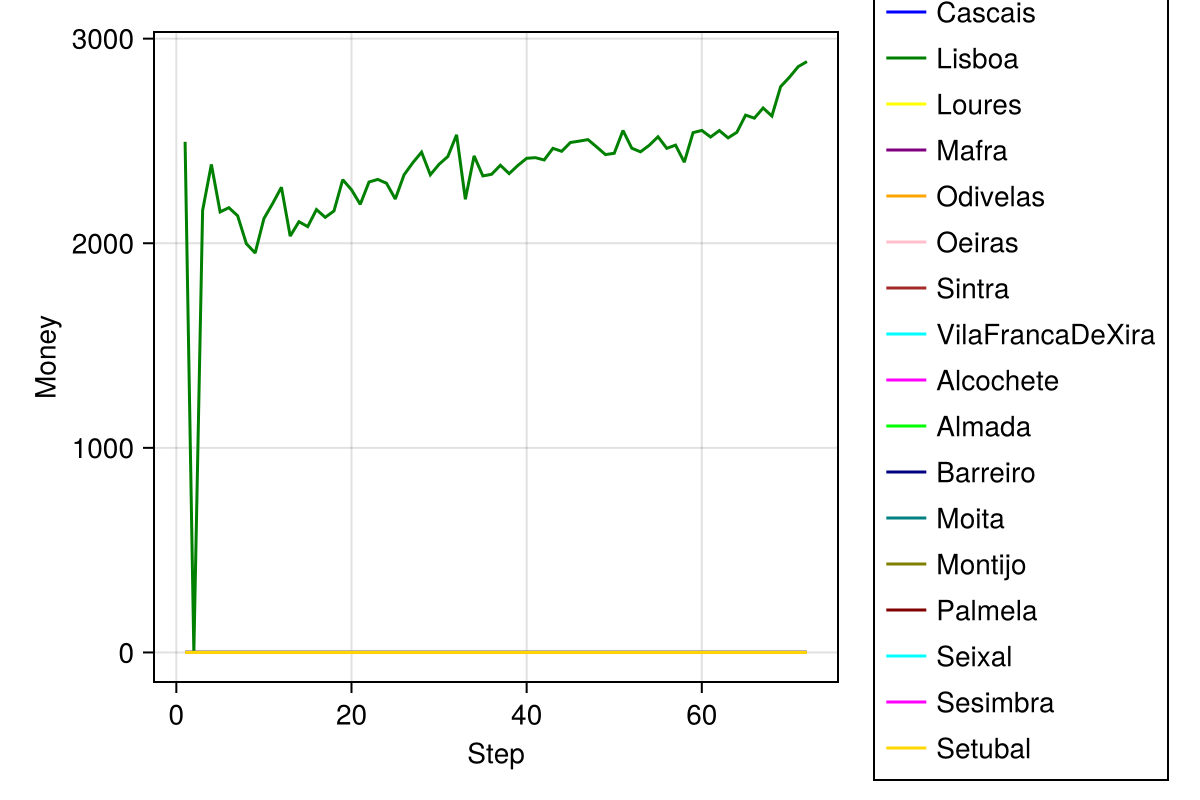 3000
2000
1000
0
Money
0 20 40 60
Step
Cascais
Lisboa
Loures
Mafra
Odivelas
Oeiras
Sintra
VilaFrancaDeXira
Alcochete
Almada
Barreiro
Moita
Montijo
Palmela
Seixal
Sesimbra
Setubal